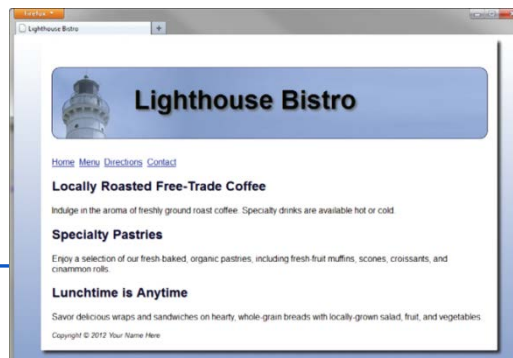 Firefox
Lighthouse Bistro
Lighthouse Bistro
Home Menu Directions Contact
Locally Roasted Free-Trade Coffee
Indulge in the aroma of freshly ground roast coffee. Specialty drinks are available hot or cold.
Specialty Pastries
Enjoy a selection of our fresh-baked, organic pastries, including fresh-fruit muffins, scones, croissants, and
cinammon rolls.
Lunchtime is Anytime
Savor delicious wraps and sandwiches on hearty, whole-grain breads with locally-grown salad, fruit, and vegetables.
Copyright © 2012 Your Name Here